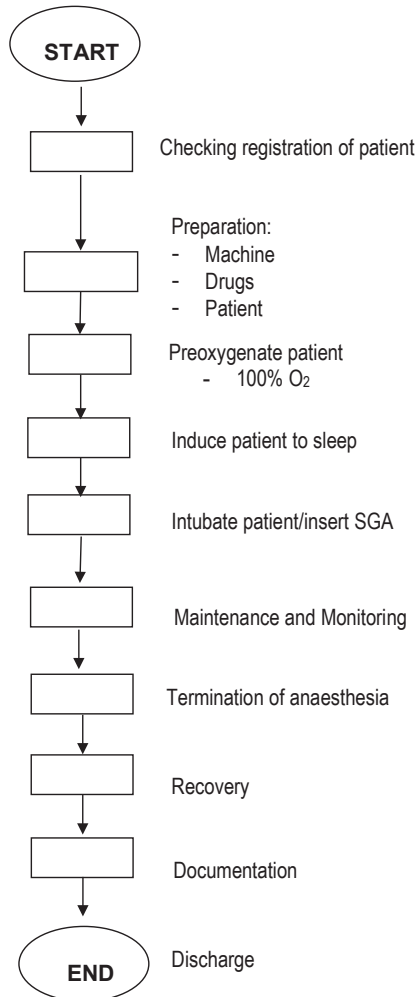 START
Checking registration of patient
Preparation:
- Machine
- Drugs
- Patient
Preoxygenate patient
- 100% O2
Induce patient to sleep
Intubate patient/insert SGA
Maintenance and Monitoring
Termination of anaesthesia
Recovery
Documentation
END
Discharge